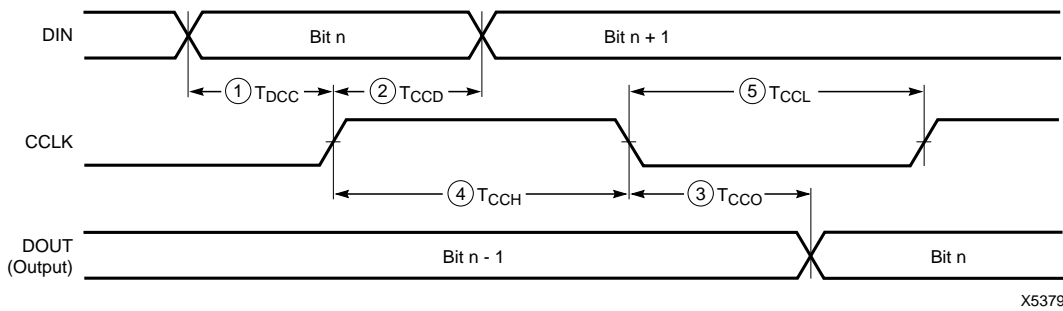 DIN
Bit n
Bit n + 1
1 TDCC
2 TCCD
5 TCCL
CCLK
4 TCCH
3 TCCO
DOUT
(Output)
Bit n - 1
Bit n
X5379